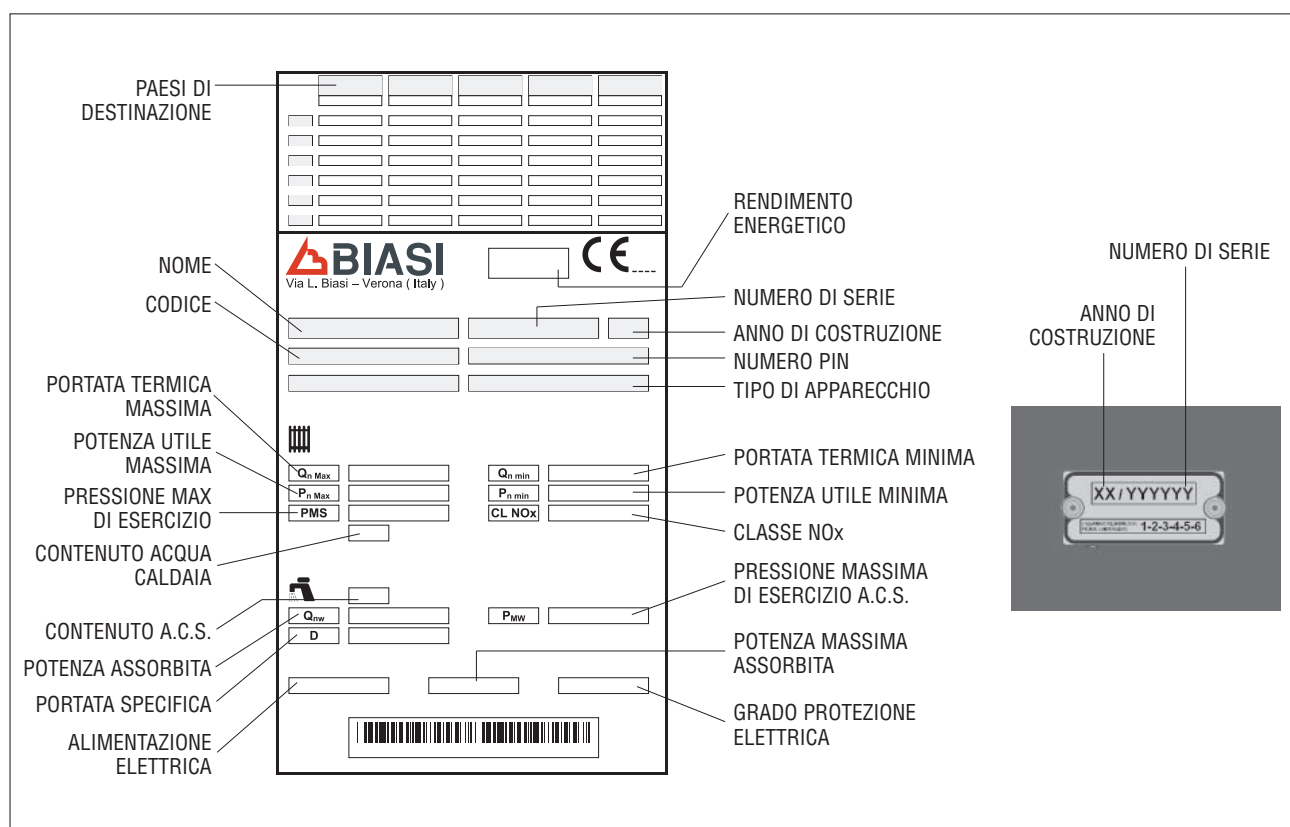 PAESI DI
DESTINAZIONE
BIASI
Via L. Biasi – Verona ( Italy )
CE
RENDIMENTO
ENERGETICO
NOME
CODICE
NUMERO DI SERIE
ANNO DI COSTRUZIONE
NUMERO PIN
TIPO DI APPARECCHIO
PORTATA TERMICA
MASSIMA
POTENZA UTILE
MASSIMA
PRESSIONE MAX
DI ESERCIZIO
CONTENUTO ACQUA
CALDAIA
Qn Max
Pn Max
PMS
Qn min
Pn min
CL NOx
PORTATA TERMICA MINIMA
POTENZA UTILE MINIMA
CLASSE NOx
CONTENUTO A.C.S.
POTENZA ASSORBITA
PORTATA SPECIFICA
ALIMENTAZIONE
ELETTRICA
Qnw
D
PMW
PRESSIONE MASSIMA
DI ESERCIZIO A.C.S.
POTENZA MASSIMA
ASSORBITA
GRADO PROTEZIONE
ELETTRICA
NUMERO DI SERIE
ANNO DI
COSTRUZIONE
XX/YYYYYY
1-2-3-4-5-6